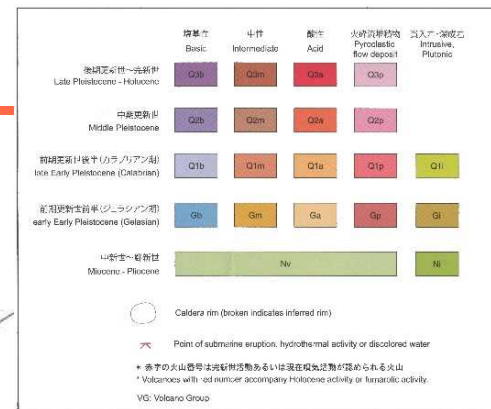 塩基性 中性 酸性 火砕流堆積物 貫入岩・深成岩
Basic Intermediate Acid Pyroclastic flow deposit Intrusive, Plutonic
後期更新世〜完新世
Late Pleistocene - Holocene
Q3b Q3m Q3a Q3p
中期更新世
Middle Pleistocene
Q2b Q2m Q2a Q2p
前期更新世後半(カラブリアン期)
late Early Pleistocene (Calabrian)
Q1b Q1m Q1a Q1p Q1i
前期更新世前半(ジェラシアン期)
early Early Pleistocene (Gelasian)
Gb Gm Ga Gp Gi
中新世〜鮮新世
Miocene - Pliocene
Nv Ni
Caldera rim (broken indicates inferred rim)
Point of submarine eruption, hydrothermal activity or discolored water
* 赤字の火山番号は完新世活動あるいは現在噴気活動が認められる火山
* Volcanoes with red number accompany Holocene activity or fumarolic activity.
VG: Volcano Group